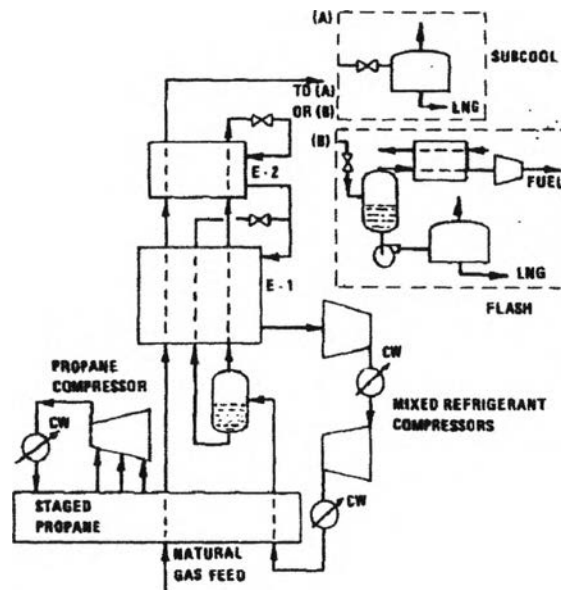 (A)
SUBCOOL
LNG
TO (A)
OR (B)
(B)
FUEL
LNG
FLASH
E-2
E-1
CW
MIXED REFRIGERANT
COMPRESSORS
CW
PROPANE
COMPRESSOR
CW
STAGED
PROPANE
NATURAL
GAS FEED